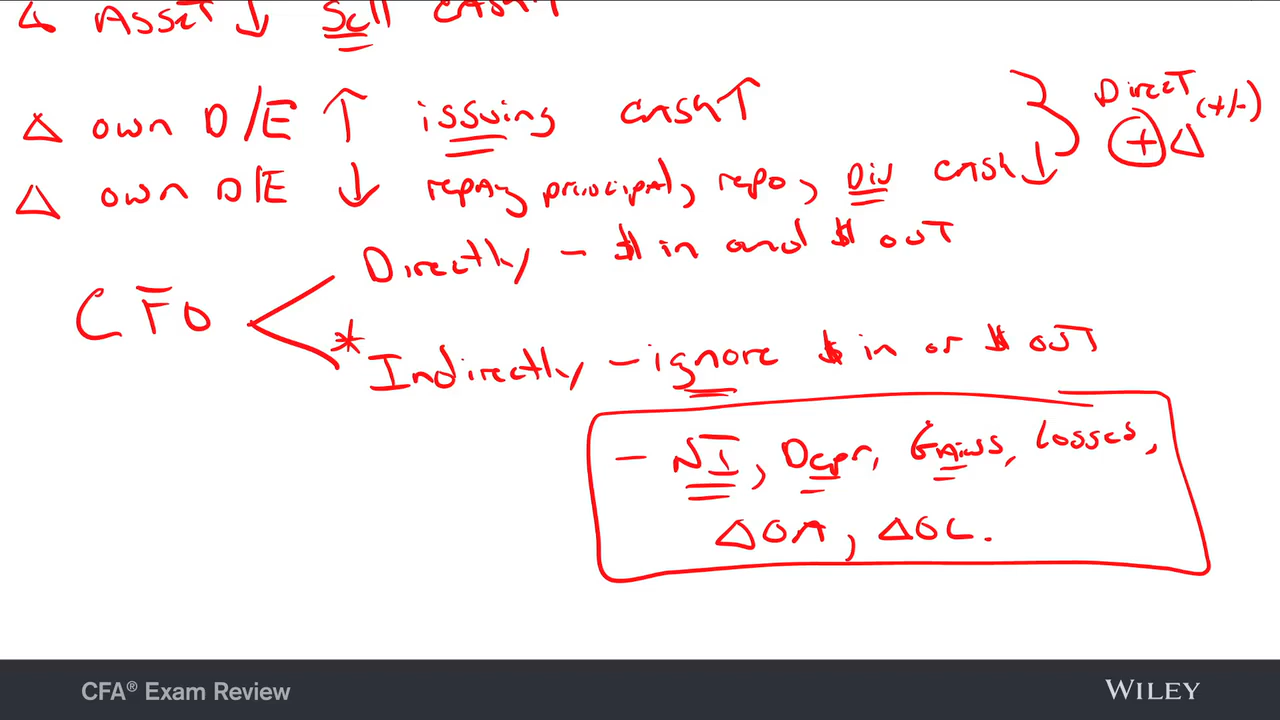 Δ Asset ↓ Sell cash ↑
Δ own D/E ↑ issuing cash ↑
Direct
⊕ Δ (+/-)
Δ own D/E ↓ repay principal, repo, Div cash ↓
Directly - $ in and $ out
CFO
* Indirectly - ignore $ in or $ out
- NI, Depr, Gains, Losses,
ΔOA, ΔOL.
CFA® Exam Review
WILEY